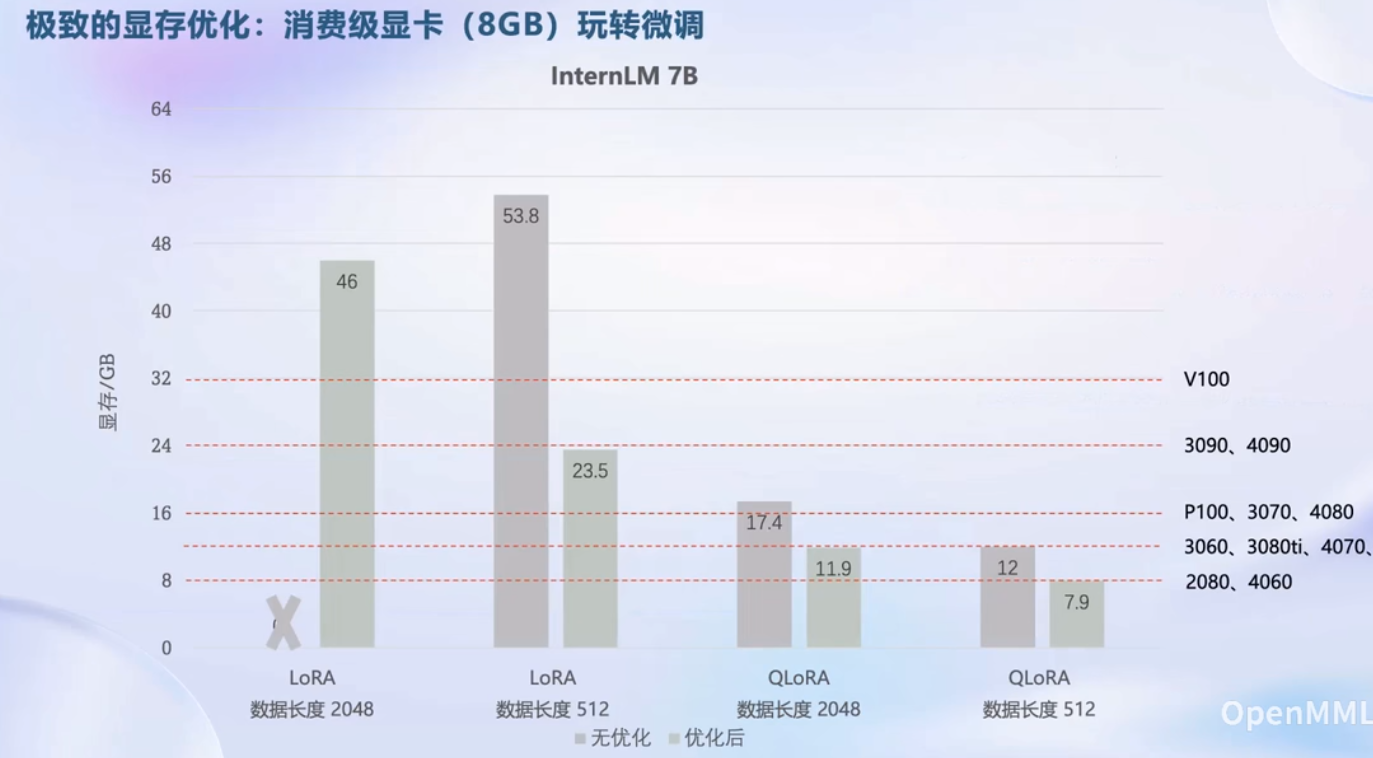 极致的显存优化：消费级显卡（8GB）玩转微调
InternLM 7B
显存/GB
64
56
48
40
32
24
16
8
0
46
53.8
23.5
17.4
11.9
12
7.9
V100
3090、4090
P100、3070、4080
3060、3080ti、4070、
2080、4060
LoRA
数据长度 2048
LoRA
数据长度 512
QLoRA
数据长度 2048
QLoRA
数据长度 512
无优化 优化后
OpenMML